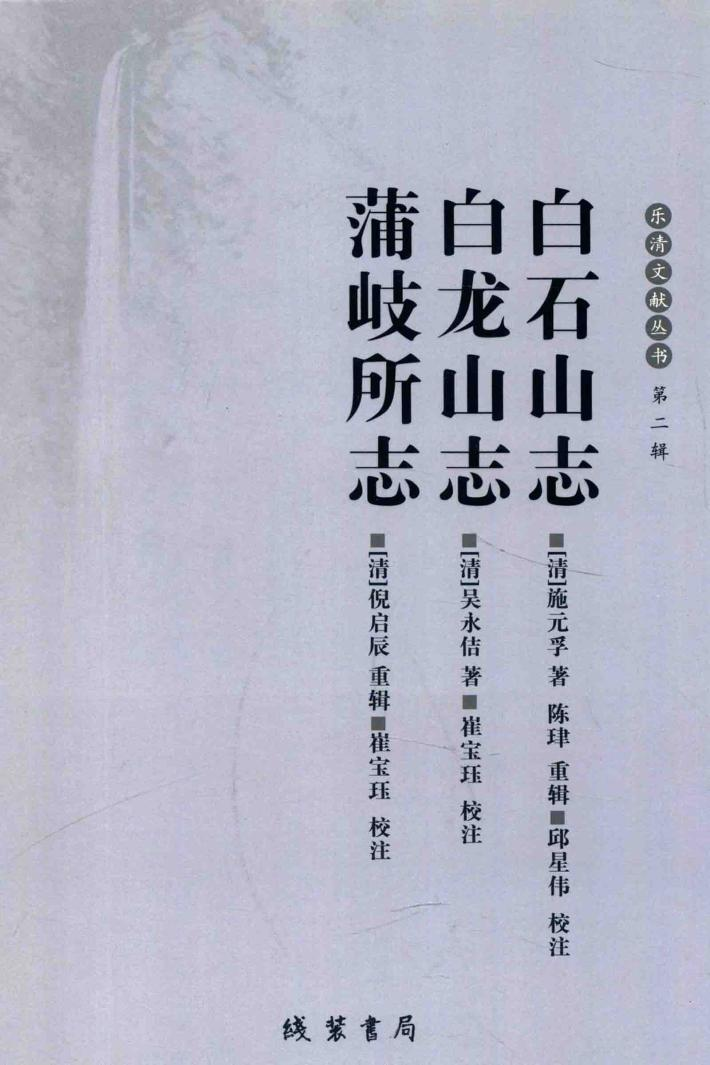 乐清文献丛书 第二辑
白石山志
[清]施元孚 著 陈珒 重辑 邱星伟 校注
白龙山志
[清]吴永佶 著 崔宝珏 校注
蒲岐所志
[清]倪启辰 重辑 崔宝珏 校注
线装书局